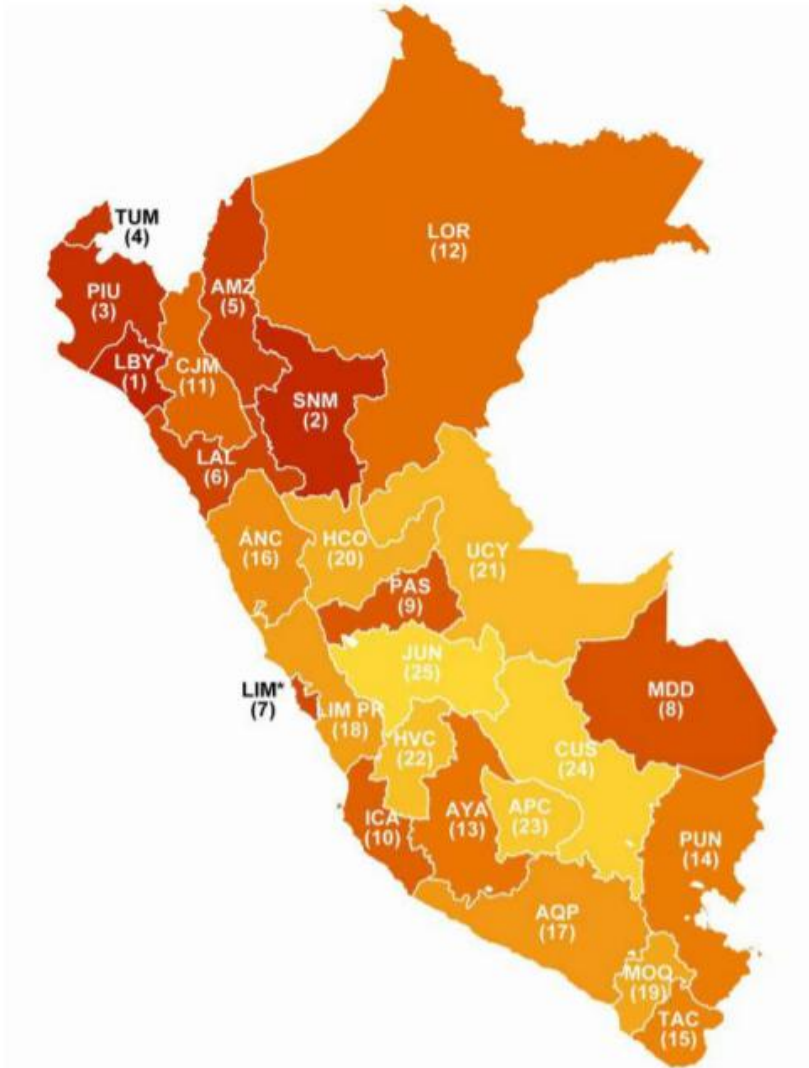 TUM
(4)
LOR
(12)
PIU
(3)
AMZ
(5)
LBY
(1)
CJM
(11)
SNM
(2)
LAL
(6)
ÁNC
(16)
HCO
(20)
UCY
(21)
PAS
(9)
JUN
(25)
LIM*
(7)
LIM PR
(18)
MDD
(8)
HVC
(22)
CUS
(24)
ICA
(10)
AYA
(13)
APC
(23)
PUN
(14)
AQP
(17)
MOQ
(19)
TAC
(15)